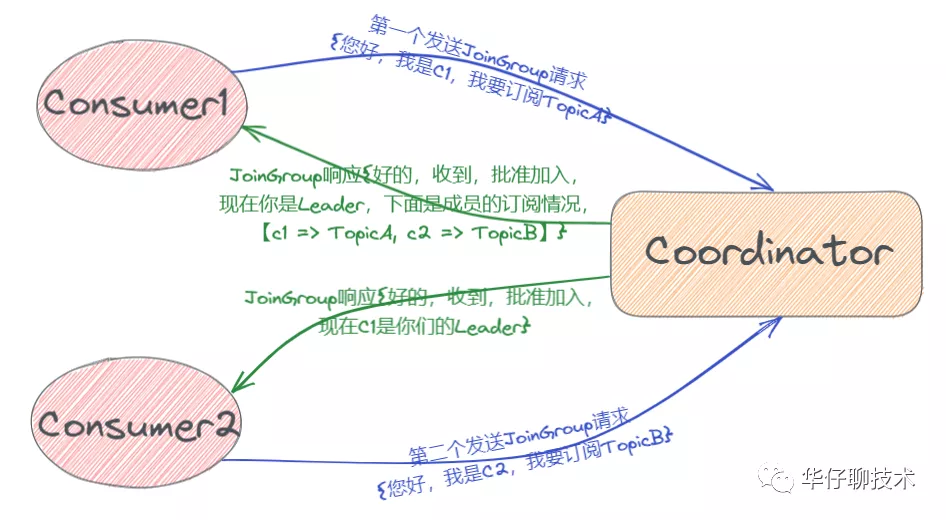 第一个发送JoinGroup请求
{您好，我是C1，我要订阅TopicA}
Consumer1
JoinGroup响应{好的，收到，批准加入，
现在你是Leader，下面是成员的订阅情况，
【c1 => TopicA, c2 => TopicB】}
Coordinator
JoinGroup响应{好的，收到，批准加入，
现在C1是你们的Leader}
Consumer2
第二个发送JoinGroup请求
{您好，我是C2，我要订阅TopicB}
华仔聊技术